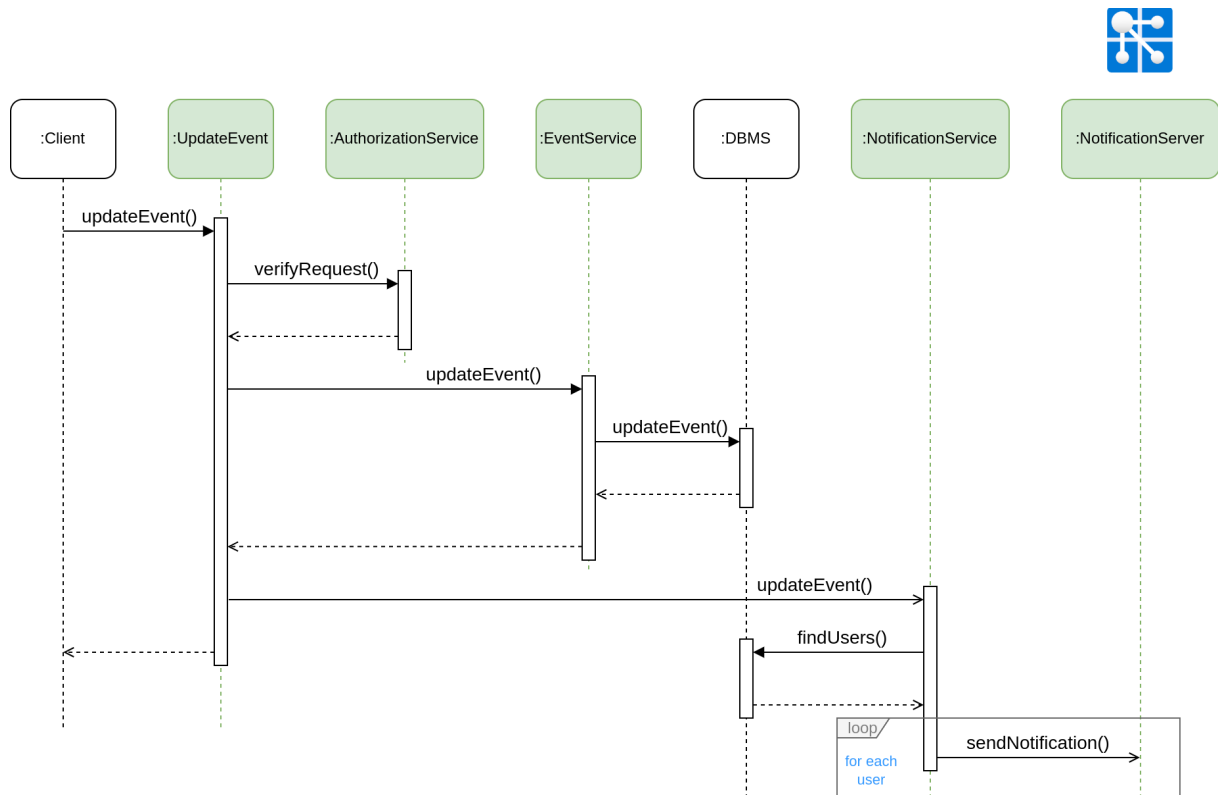 :Client
:UpdateEvent
:AuthorizationService
:EventService
:DBMS
:NotificationService
:NotificationServer
updateEvent()
verifyRequest()
updateEvent()
updateEvent()
updateEvent()
findUsers()
loop
sendNotification()
for each
user